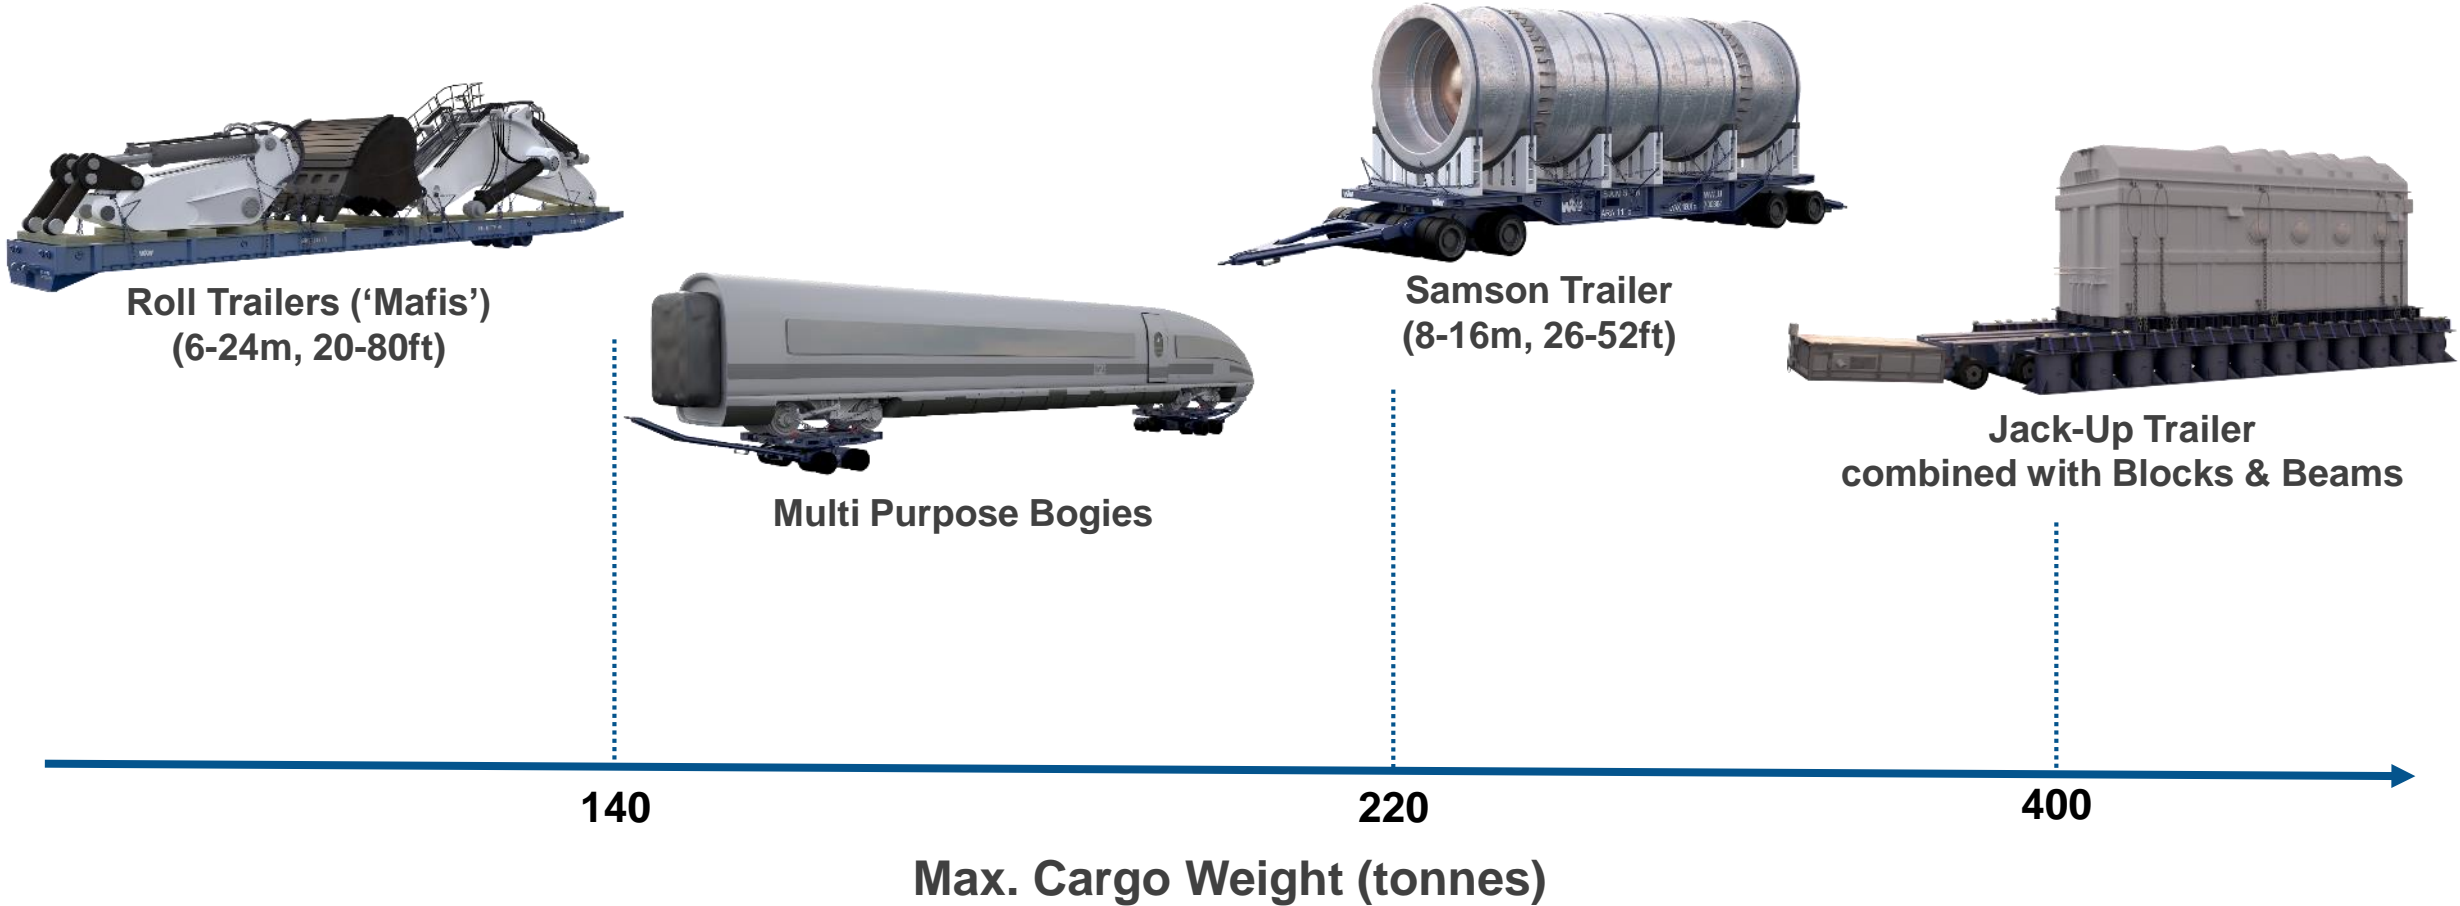 Roll Trailers (‘Mafis’)
(6-24m, 20-80ft)
Multi Purpose Bogies
Samson Trailer
(8-16m, 26-52ft)
Jack-Up Trailer
combined with Blocks & Beams
140
220
400
Max. Cargo Weight (tonnes)